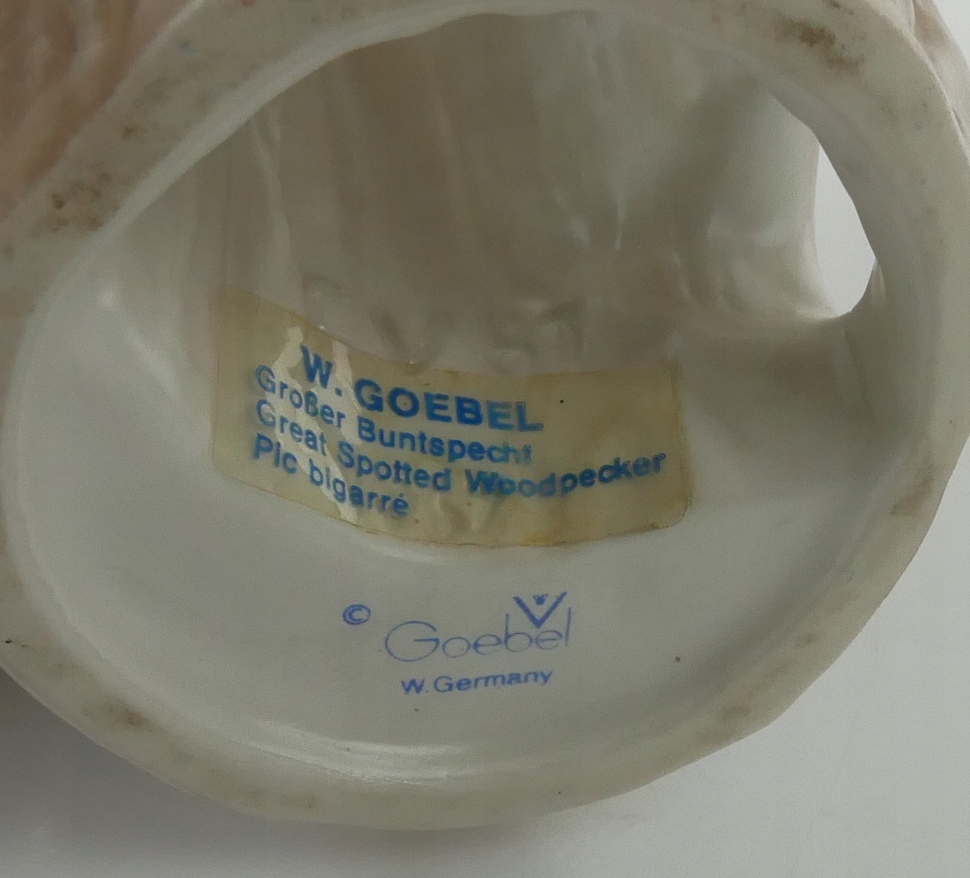 W. GOEBEL
Großer Buntspecht
Great Spotted Woodpecker
Pic bigarré
© Goebel
W. Germany